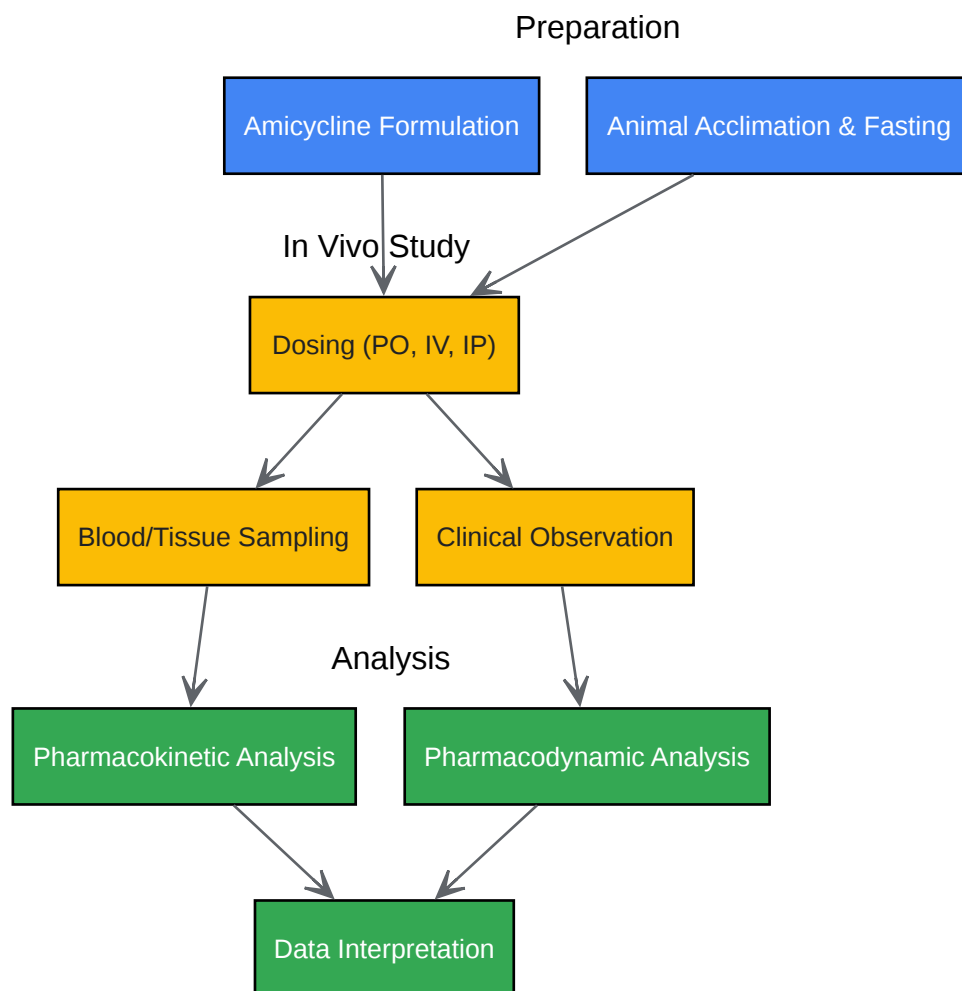 Preparation
Amicycline Formulation
Animal Acclimation & Fasting
In Vivo Study
Dosing (PO, IV, IP)
Blood/Tissue Sampling
Clinical Observation
Analysis
Pharmacokinetic Analysis
Pharmacodynamic Analysis
Data Interpretation